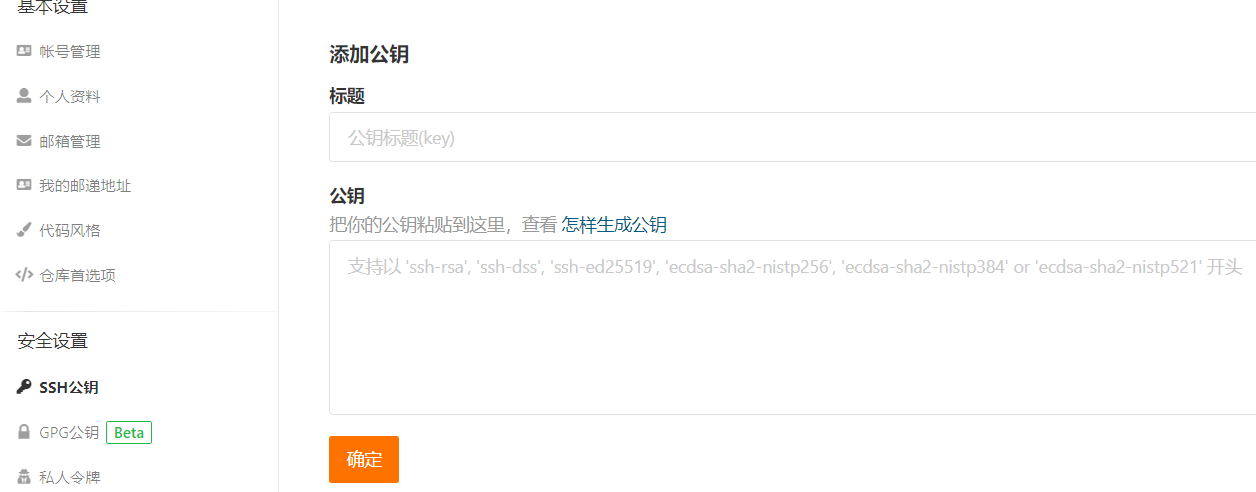 基本设置
帐号管理
个人资料
邮箱管理
我的邮递地址
代码风格
仓库首选项
安全设置
SSH公钥
GPG公钥 Beta
私人令牌
添加公钥
标题
公钥标题(key)
公钥
把你的公钥粘贴到这里，查看 怎样生成公钥
支持以 'ssh-rsa', 'ssh-dss', 'ssh-ed25519', 'ecdsa-sha2-nistp256', 'ecdsa-sha2-nistp384' or 'ecdsa-sha2-nistp521' 开头
确定